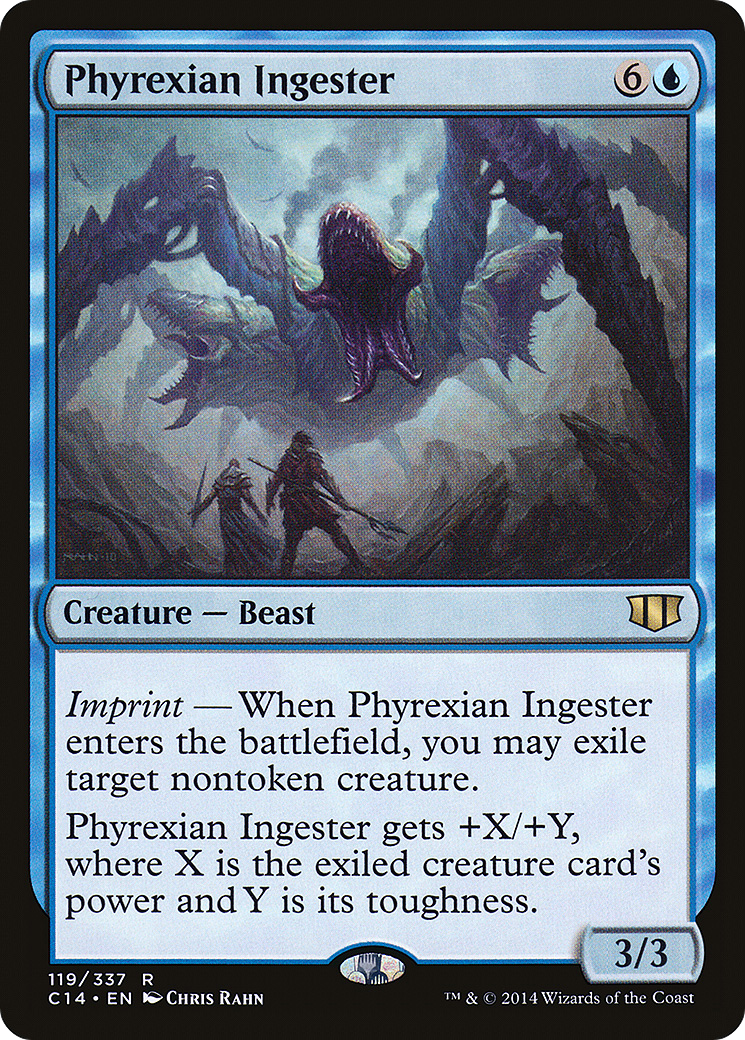 Phyrexian Ingester 6
RAHN·10
Creature — Beast
Imprint — When Phyrexian Ingester
enters the battlefield, you may exile
target nontoken creature.
Phyrexian Ingester gets +X/+Y,
where X is the exiled creature card's
power and Y is its toughness.
3/3
119/337 R
C14 • EN Chris Rahn
™ & © 2014 Wizards of the Coast